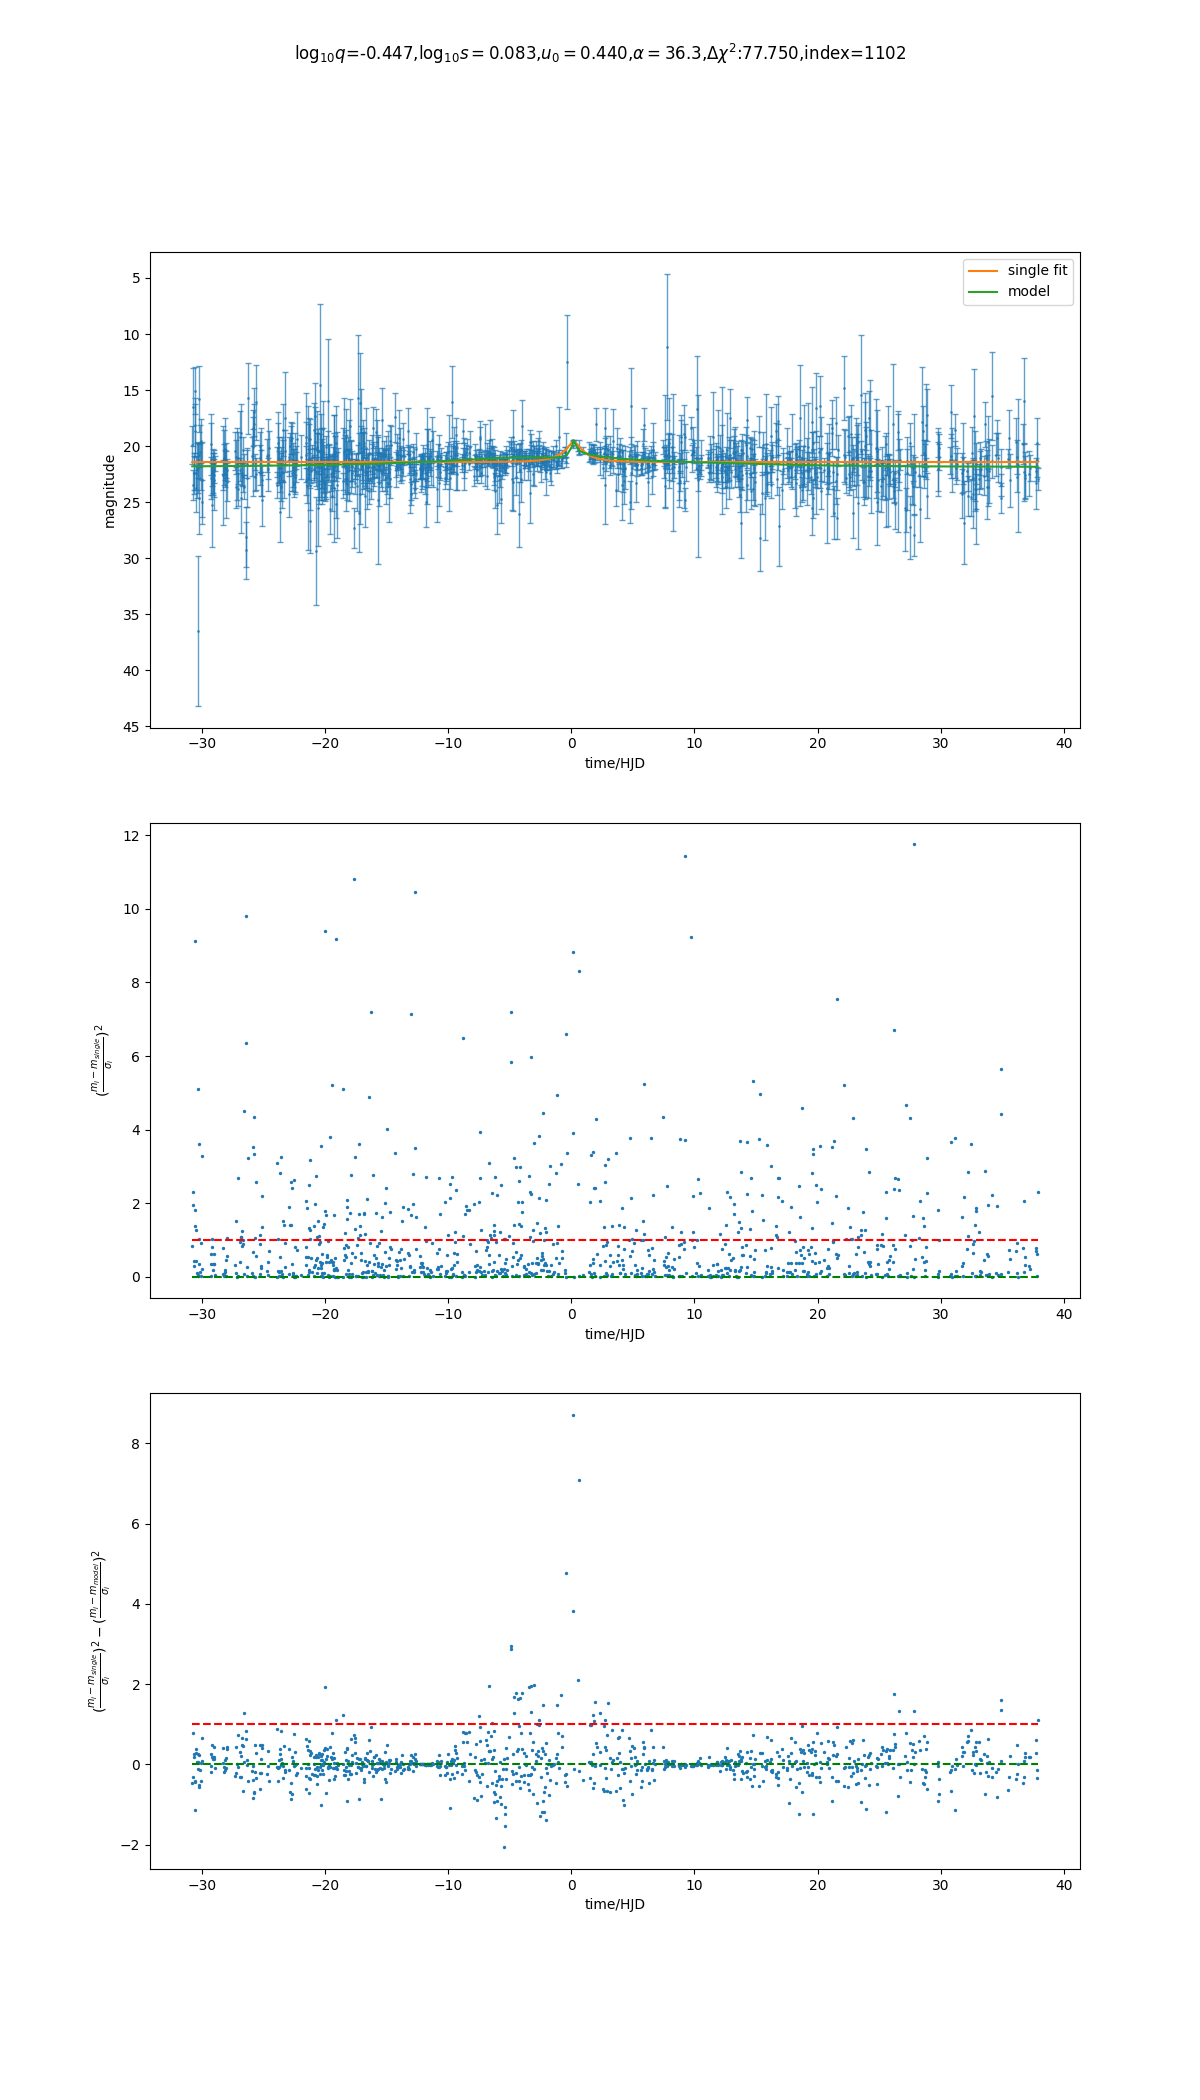 log₁₀q=-0.447,log₁₀s = 0.083,u₀ = 0.440,α = 36.3,Δχ²:77.750,index=1102
single fit
model
5
10
15
20
25
30
35
40
45
magnitude
−30 −20 −10 0 10 20 30 40
time/HJD
12
10
8
6
4
2
0
(mᵢ − m_single / σᵢ)²
−30 −20 −10 0 10 20 30 40
time/HJD
8
6
4
2
0
−2
(mᵢ − m_single / σᵢ)² − (mᵢ − m_model / σᵢ)²
−30 −20 −10 0 10 20 30 40
time/HJD